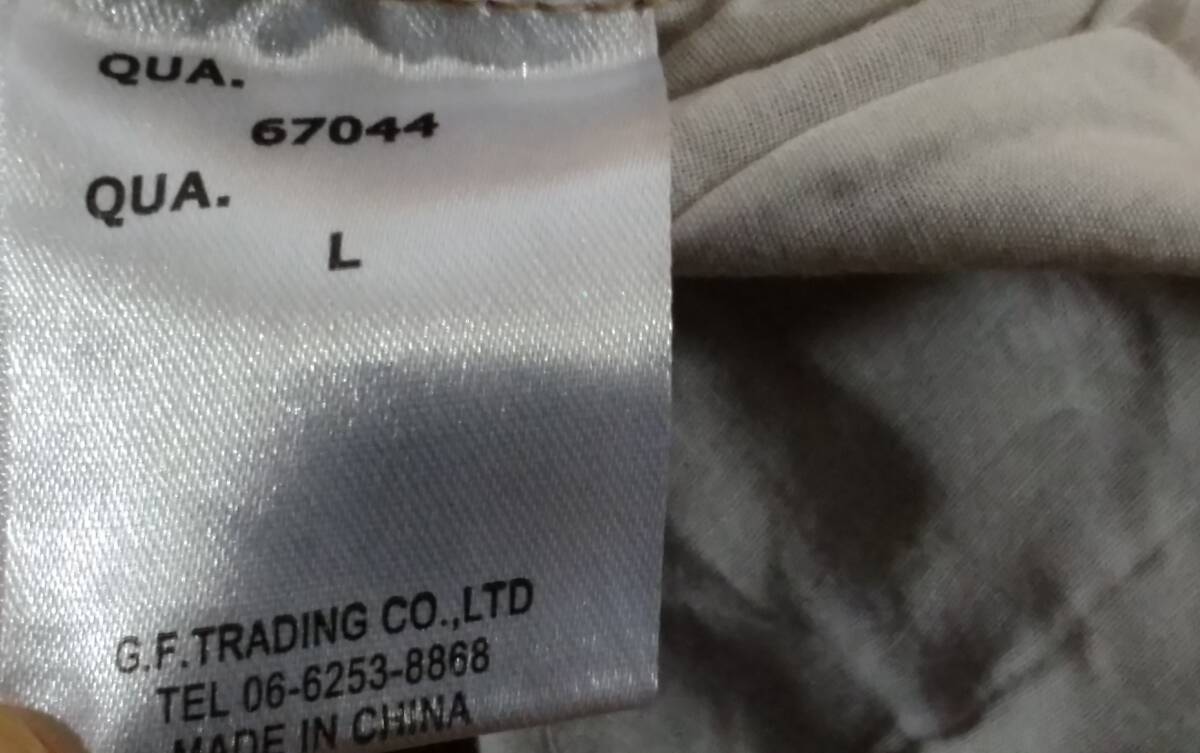 QUA.
67044
QUA.
L
G.F.TRADING CO.,LTD
TEL 06-6253-8868
MADE IN CHINA